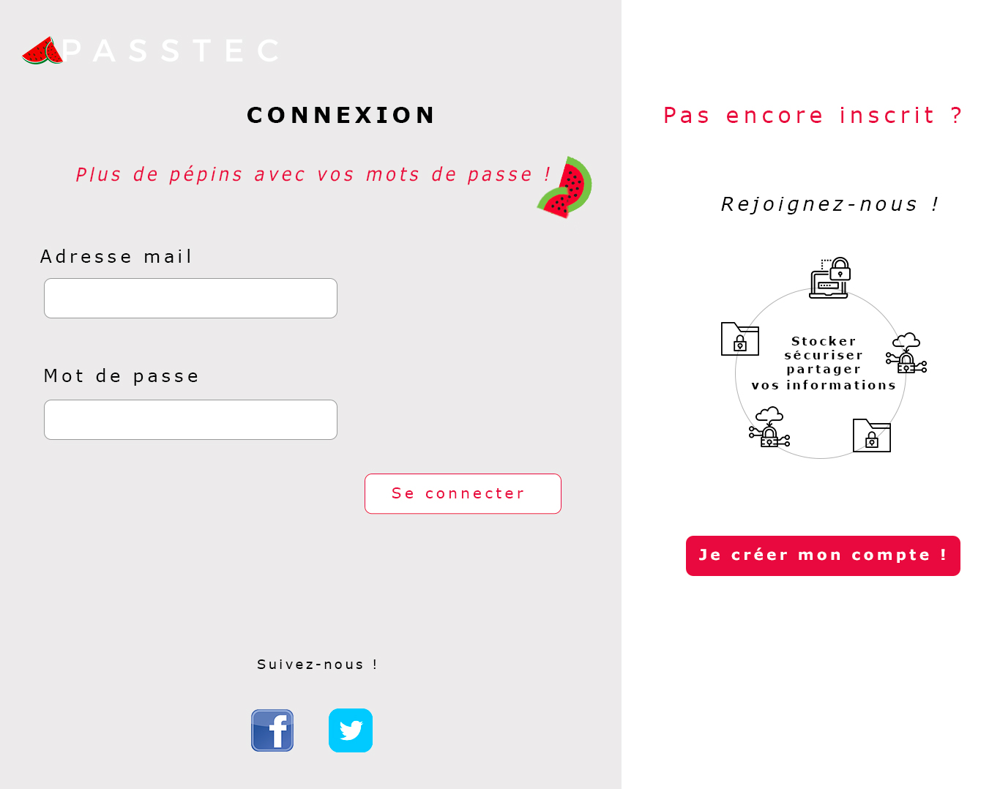 PASSTEC
CONNEXION
Plus de pépins avec vos mots de passe !
Adresse mail
Mot de passe
Se connecter
Suivez-nous !
f
Pas encore inscrit ?
Rejoignez-nous !
Stocker
sécuriser
partager
vos informations
Je créer mon compte !